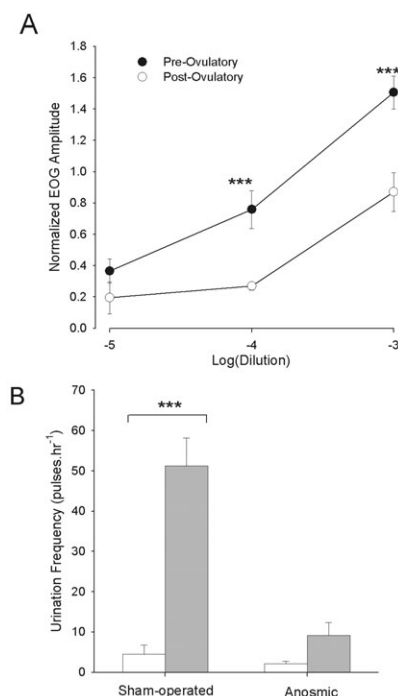 A
1.8
1.6
1.4
1.2
1.0
0.8
0.6
0.4
0.2
0.0
Normalized EOG Amplitude
Pre-Ovulatory
Post-Ovulatory
***
***
-5
-4
-3
Log(Dilution)
B
70
60
50
40
30
20
10
0
Urination Frequency (pulses.hr⁻¹)
***
Sham-operated
Anosmic